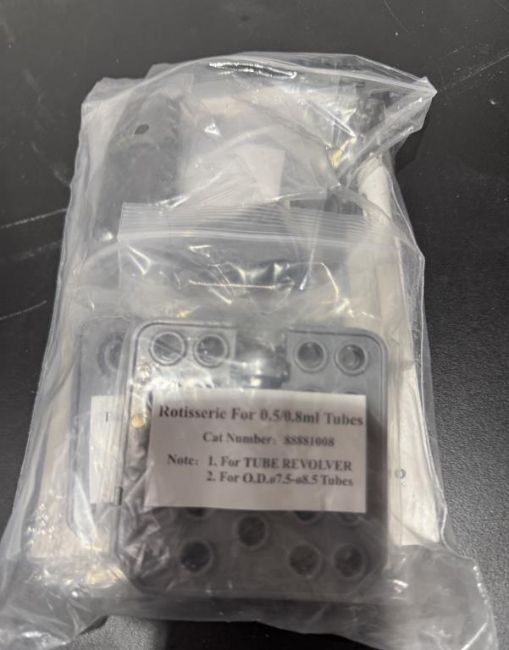 Rotisserie For 0.5/0.8ml Tubes
Cat Number: 88881008
Note: 1. For TUBE REVOLVER
2. For O.D.ø7.5-ø8.5 Tubes